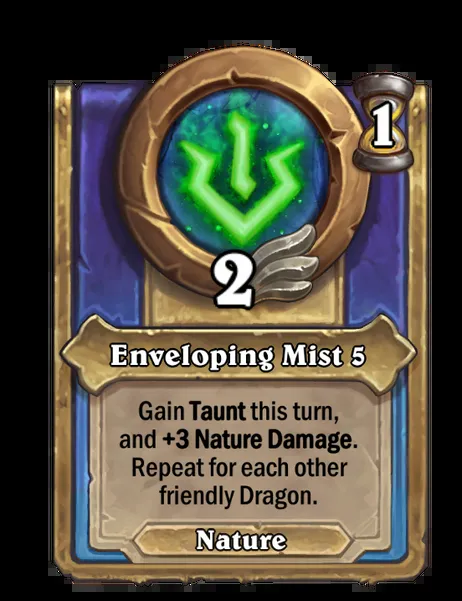 1
2
Enveloping Mist 5
Gain Taunt this turn,
and +3 Nature Damage.
Repeat for each other
friendly Dragon.
Nature